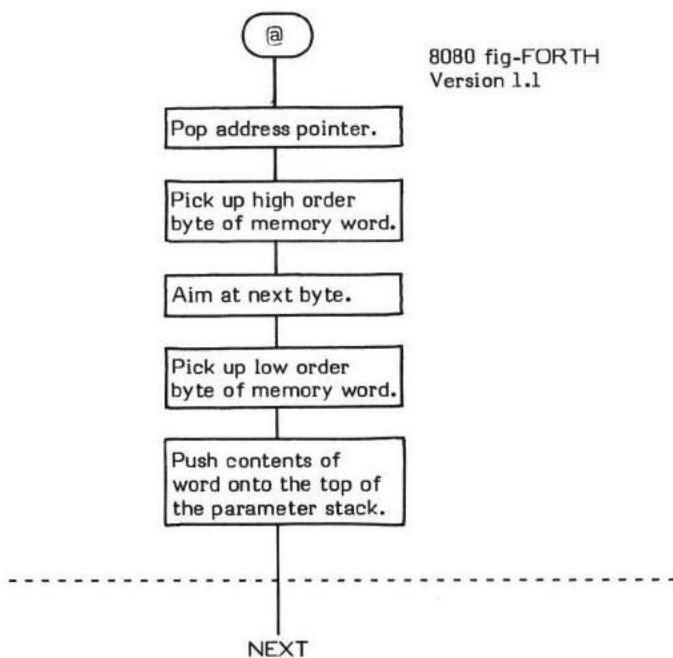 @
8080 fig-FORTH
Version 1.1
Pop address pointer.
Pick up high order
byte of memory word.
Aim at next byte.
Pick up low order
byte of memory word.
Push contents of
word onto the top of
the parameter stack.
NEXT